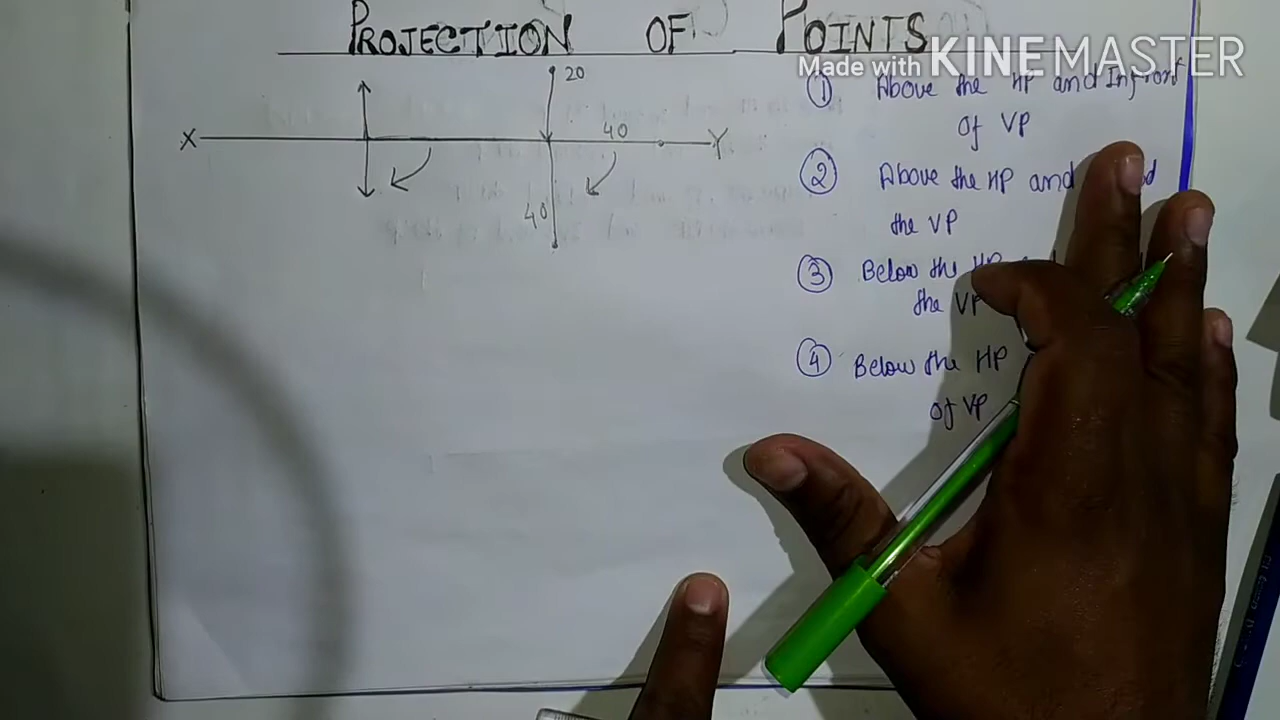 PROJECTION OF POINTS
Made with KINEMASTER
20
X
40
Y
40
① Above the HP and Infront
of VP
② Above the HP and
the VP
③ Below the HP
the VP
④ Below the HP
of VP